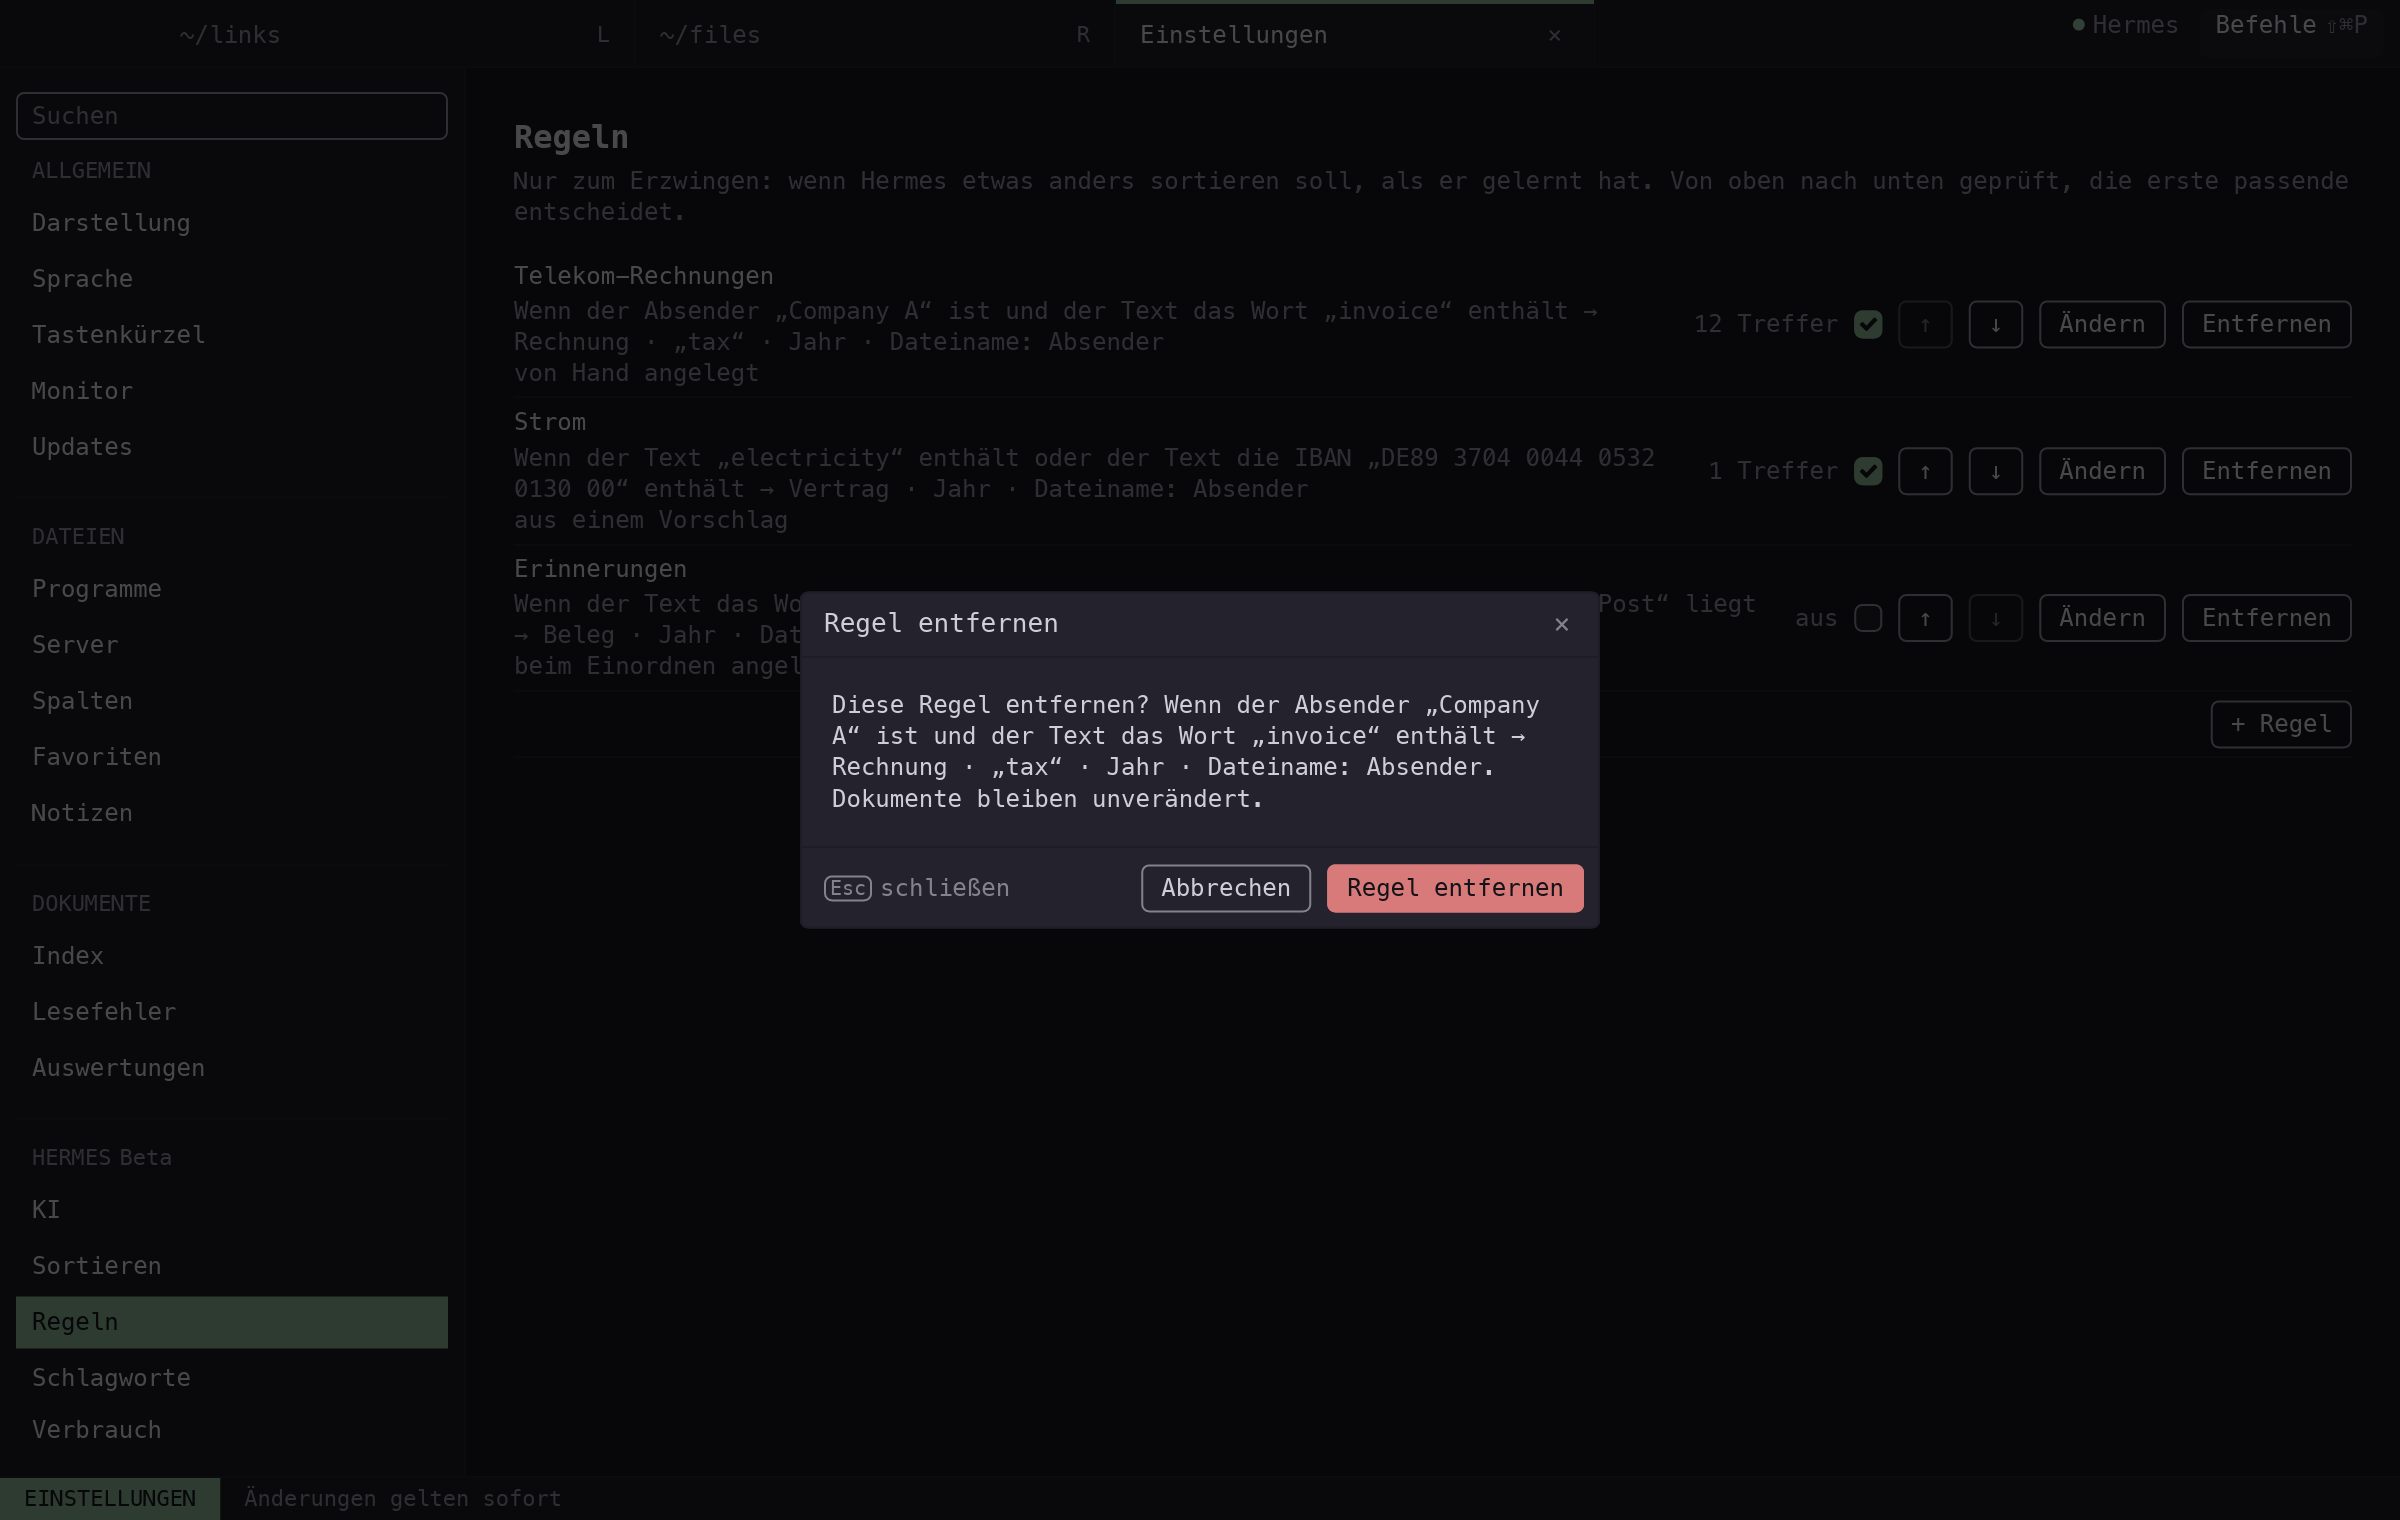 ~/links L ~/files R Einstellungen × Hermes Befehle ⇧⌘P
Suchen
ALLGEMEIN
Darstellung
Sprache
Tastenkürzel
Monitor
Updates
DATEIEN
Programme
Server
Spalten
Favoriten
Notizen
DOKUMENTE
Index
Lesefehler
Auswertungen
HERMES Beta
KI
Sortieren
Regeln
Schlagworte
Verbrauch
Regeln
Nur zum Erzwingen: wenn Hermes etwas anders sortieren soll, als er gelernt hat. Von oben nach unten geprüft, die erste passende
entscheidet.
Telekom-Rechnungen
Wenn der Absender „Company A“ ist und der Text das Wort „invoice“ enthält →
Rechnung · „tax“ · Jahr · Dateiname: Absender
von Hand angelegt
12 Treffer ↑ ↓ Ändern Entfernen
Strom
Wenn der Text „electricity“ enthält oder der Text die IBAN „DE89 3704 0044 0532
0130 00“ enthält → Vertrag · Jahr · Dateiname: Absender
aus einem Vorschlag
1 Treffer ↑ ↓ Ändern Entfernen
Erinnerungen
Wenn der Text das Post“ liegt
→ Beleg · Jahr ·
beim Einordnen
aus ↑ ↓ Ändern Entfernen
+ Regel
Regel entfernen ×
Diese Regel entfernen? Wenn der Absender „Company
A“ ist und der Text das Wort „invoice“ enthält →
Rechnung · „tax“ · Jahr · Dateiname: Absender.
Dokumente bleiben unverändert.
Esc schließen Abbrechen Regel entfernen
EINSTELLUNGEN Änderungen gelten sofort